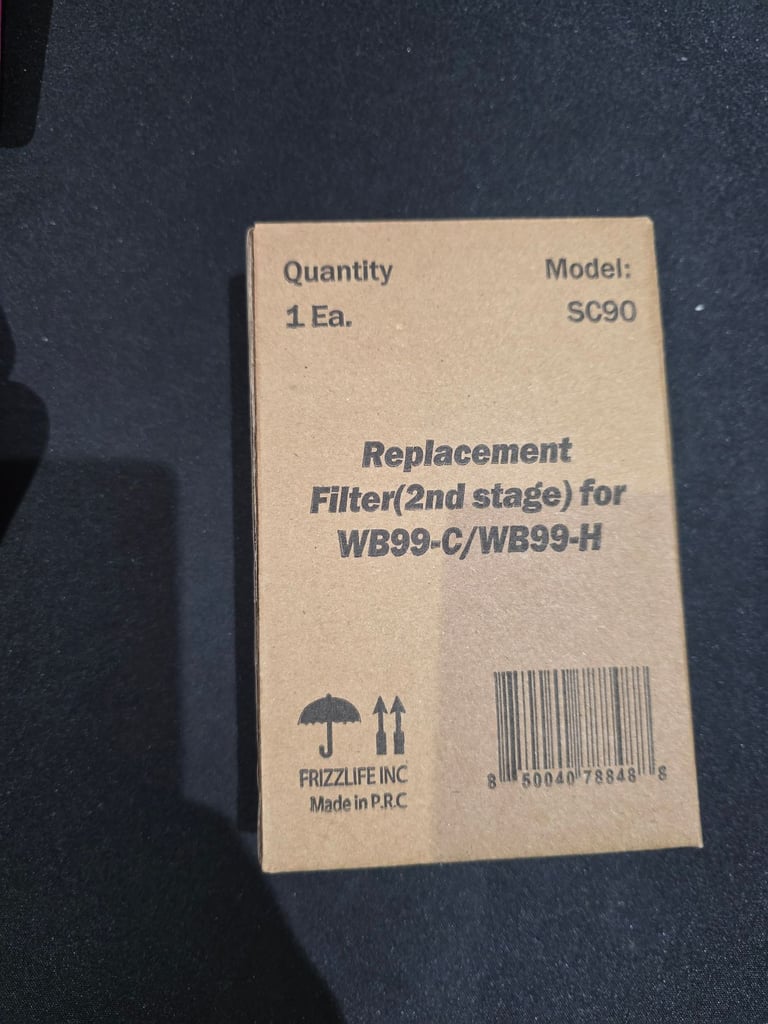 Quantity
Model:
1 Ea.
SC90
Replacement
Filter(2nd stage) for
WB99-C/WB99-H
FRIZZLIFE INC
Made in P.R.C
8 50040 78848 8